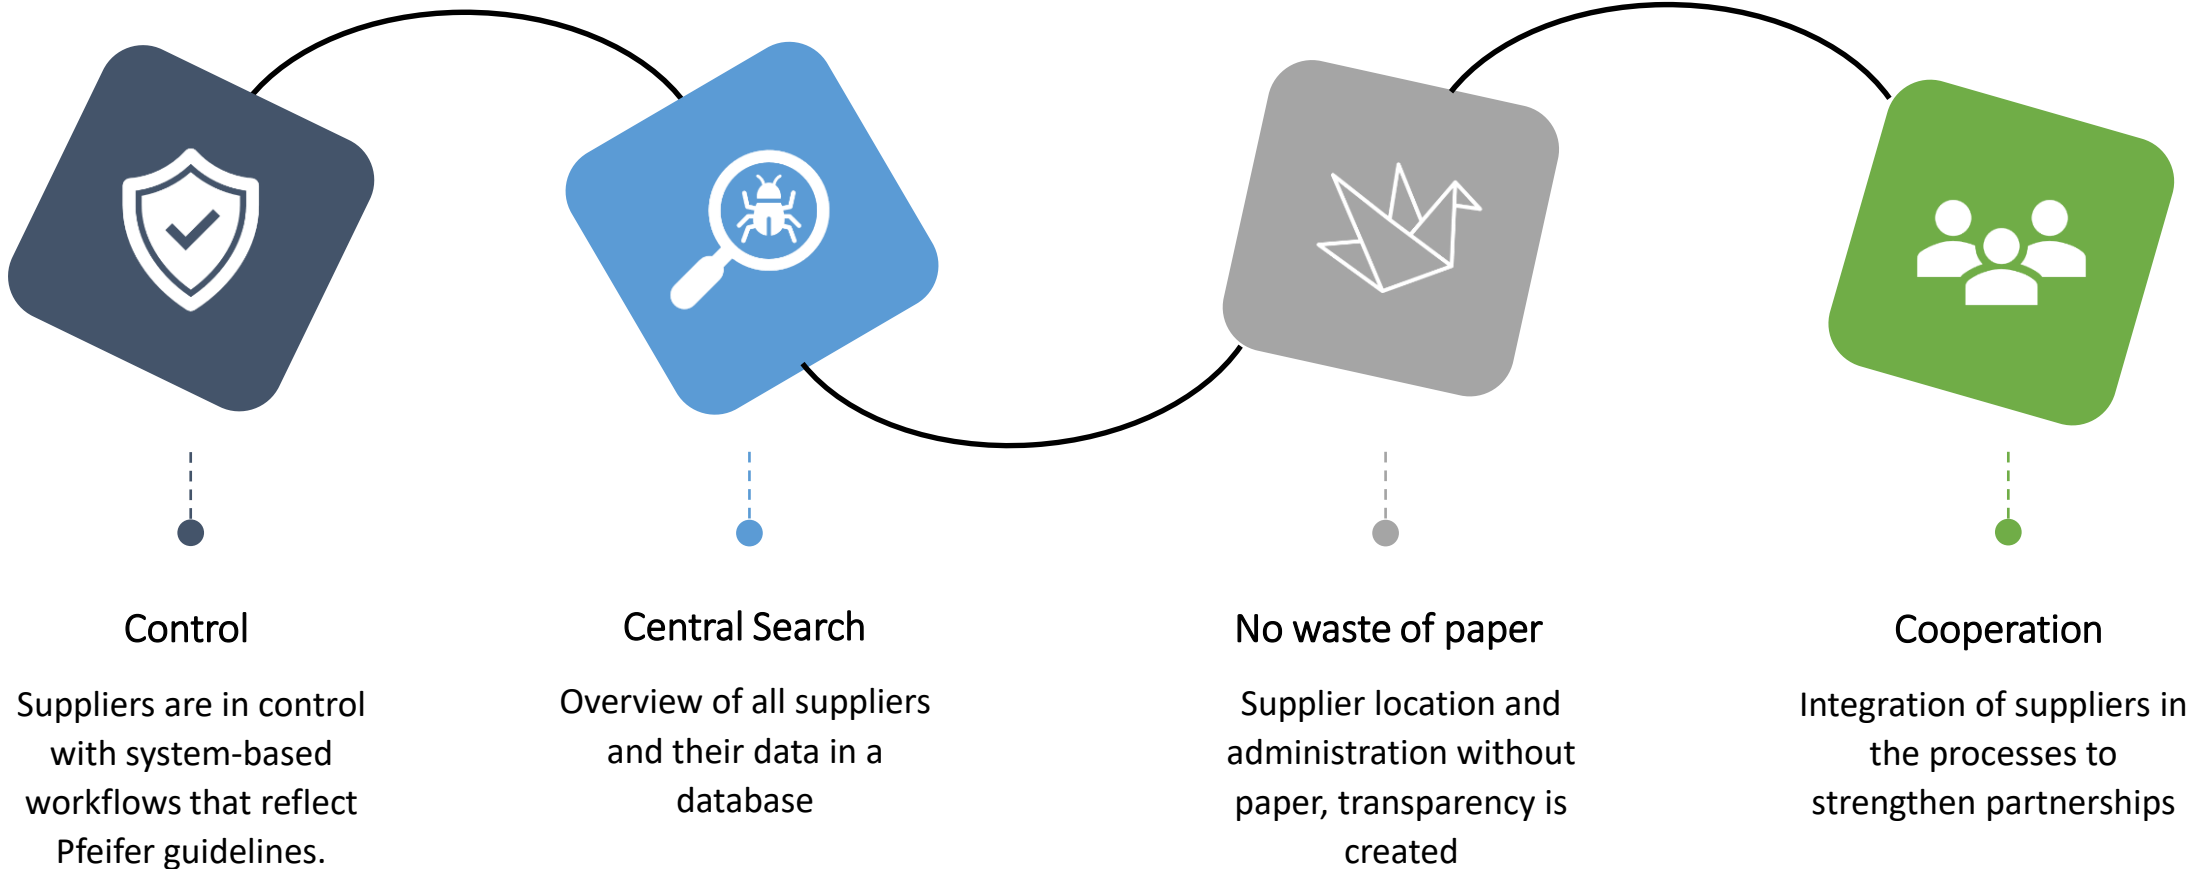 Control
Suppliers are in control
with system-based
workflows that reflect
Pfeifer guidelines.
Central Search
Overview of all suppliers
and their data in a
database
No waste of paper
Supplier location and
administration without
paper, transparency is
created
Cooperation
Integration of suppliers in
the processes to
strengthen partnerships